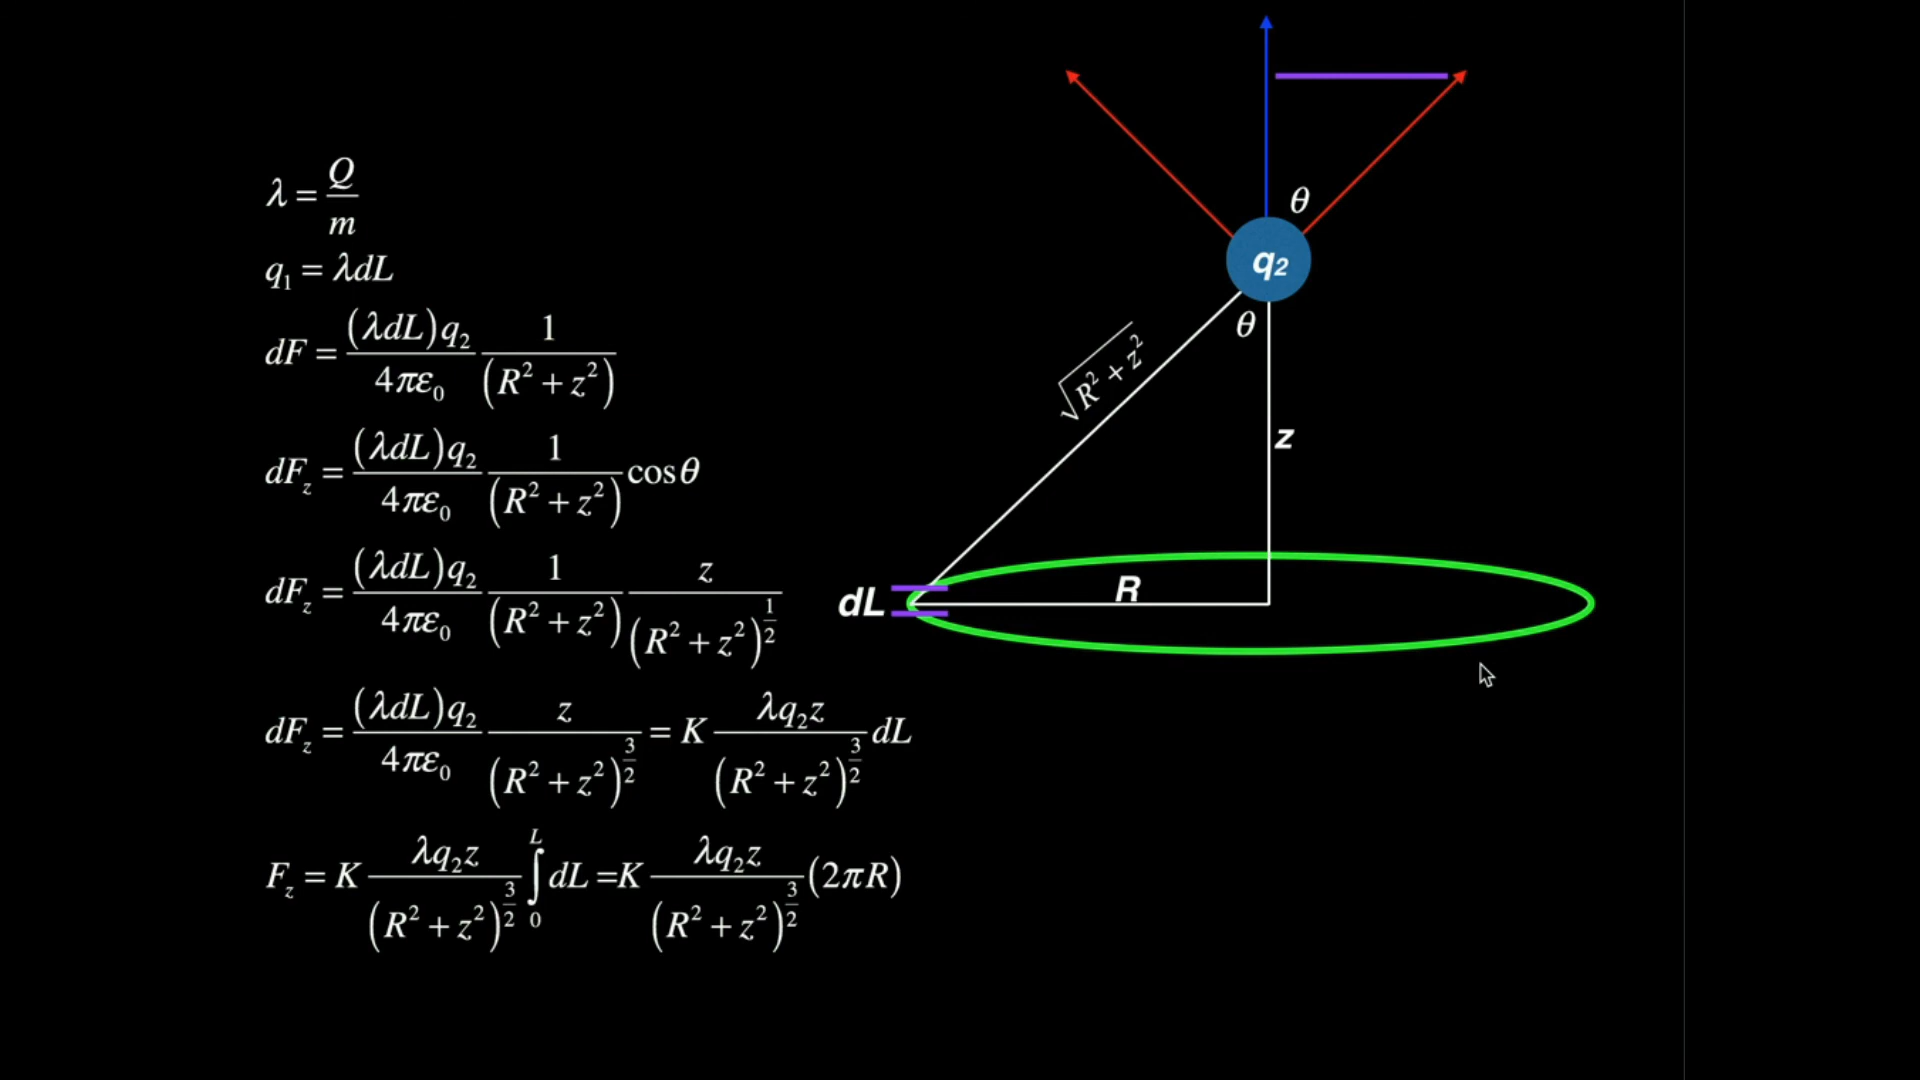 λ = Q/m
q₁ = λdL
dF = (λdL)q₂/4πε₀ 1/(R² + z²)
dF_z = (λdL)q₂/4πε₀ 1/(R² + z²) cosθ
dF_z = (λdL)q₂/4πε₀ 1/(R² + z²) z/(R² + z²)^(1/2)
dF_z = (λdL)q₂/4πε₀ z/(R² + z²)^(3/2) = K λq₂z/(R² + z²)^(3/2) dL
F_z = K λq₂z/(R² + z²)^(3/2) ∫₀ᴸ dL =K λq₂z/(R² + z²)^(3/2) (2πR)
θ
q₂
θ
√(R² + z²)
z
R
dL